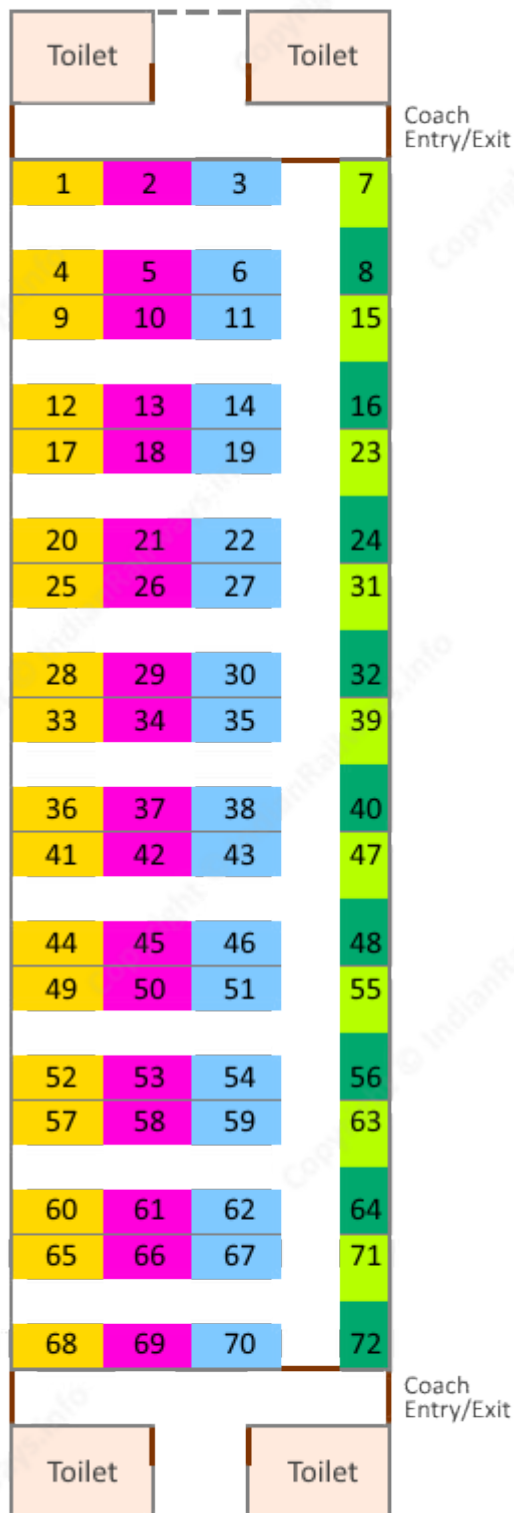 Toilet Toilet
Coach
Entry/Exit
1 2 3 7
4 5 6 8
9 10 11 15
12 13 14 16
17 18 19 23
20 21 22 24
25 26 27 31
28 29 30 32
33 34 35 39
36 37 38 40
41 42 43 47
44 45 46 48
49 50 51 55
52 53 54 56
57 58 59 63
60 61 62 64
65 66 67 71
68 69 70 72
Coach
Entry/Exit
Toilet Toilet